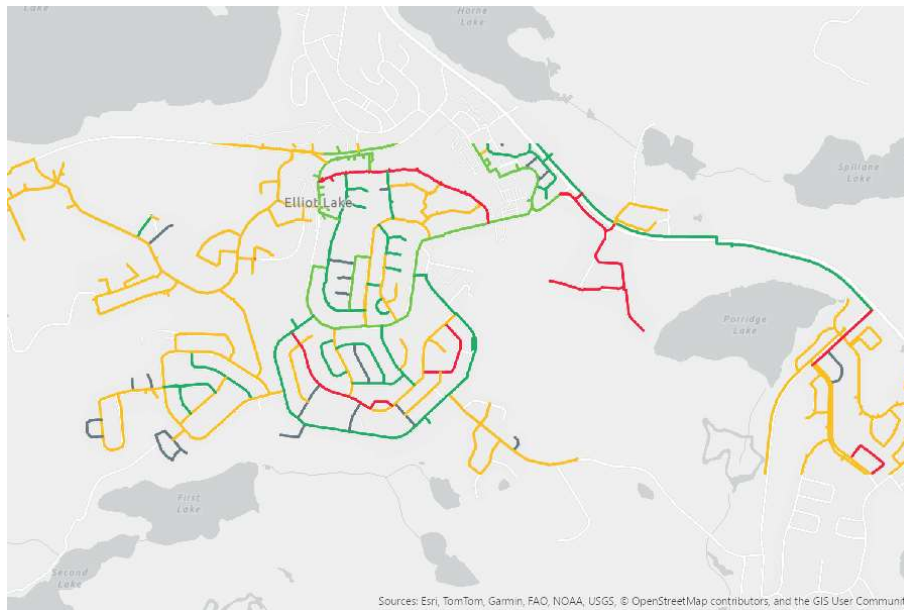 Lake
Horne
Lake
Spillane
Lake
Elliot Lake
Porridge
Lake
First
Lake
Second
Lake
Sources: Esri, TomTom, Garmin, FAO, NOAA, USGS, © OpenStreetMap contributors, and the GIS User Communit